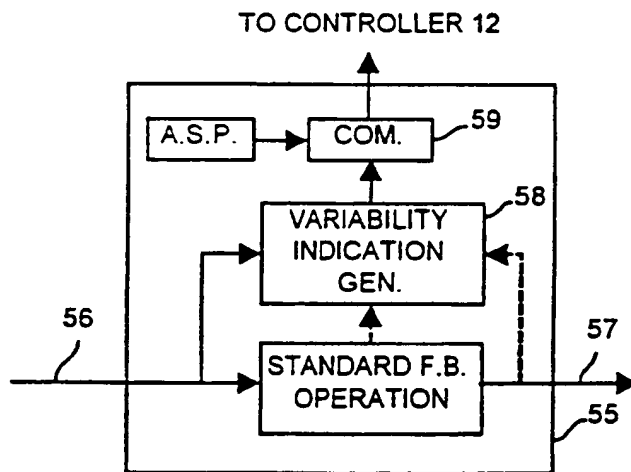 TO CONTROLLER 12
A.S.P.
COM.
59
VARIABILITY
INDICATION
GEN.
58
56
STANDARD F.B.
OPERATION
57
55